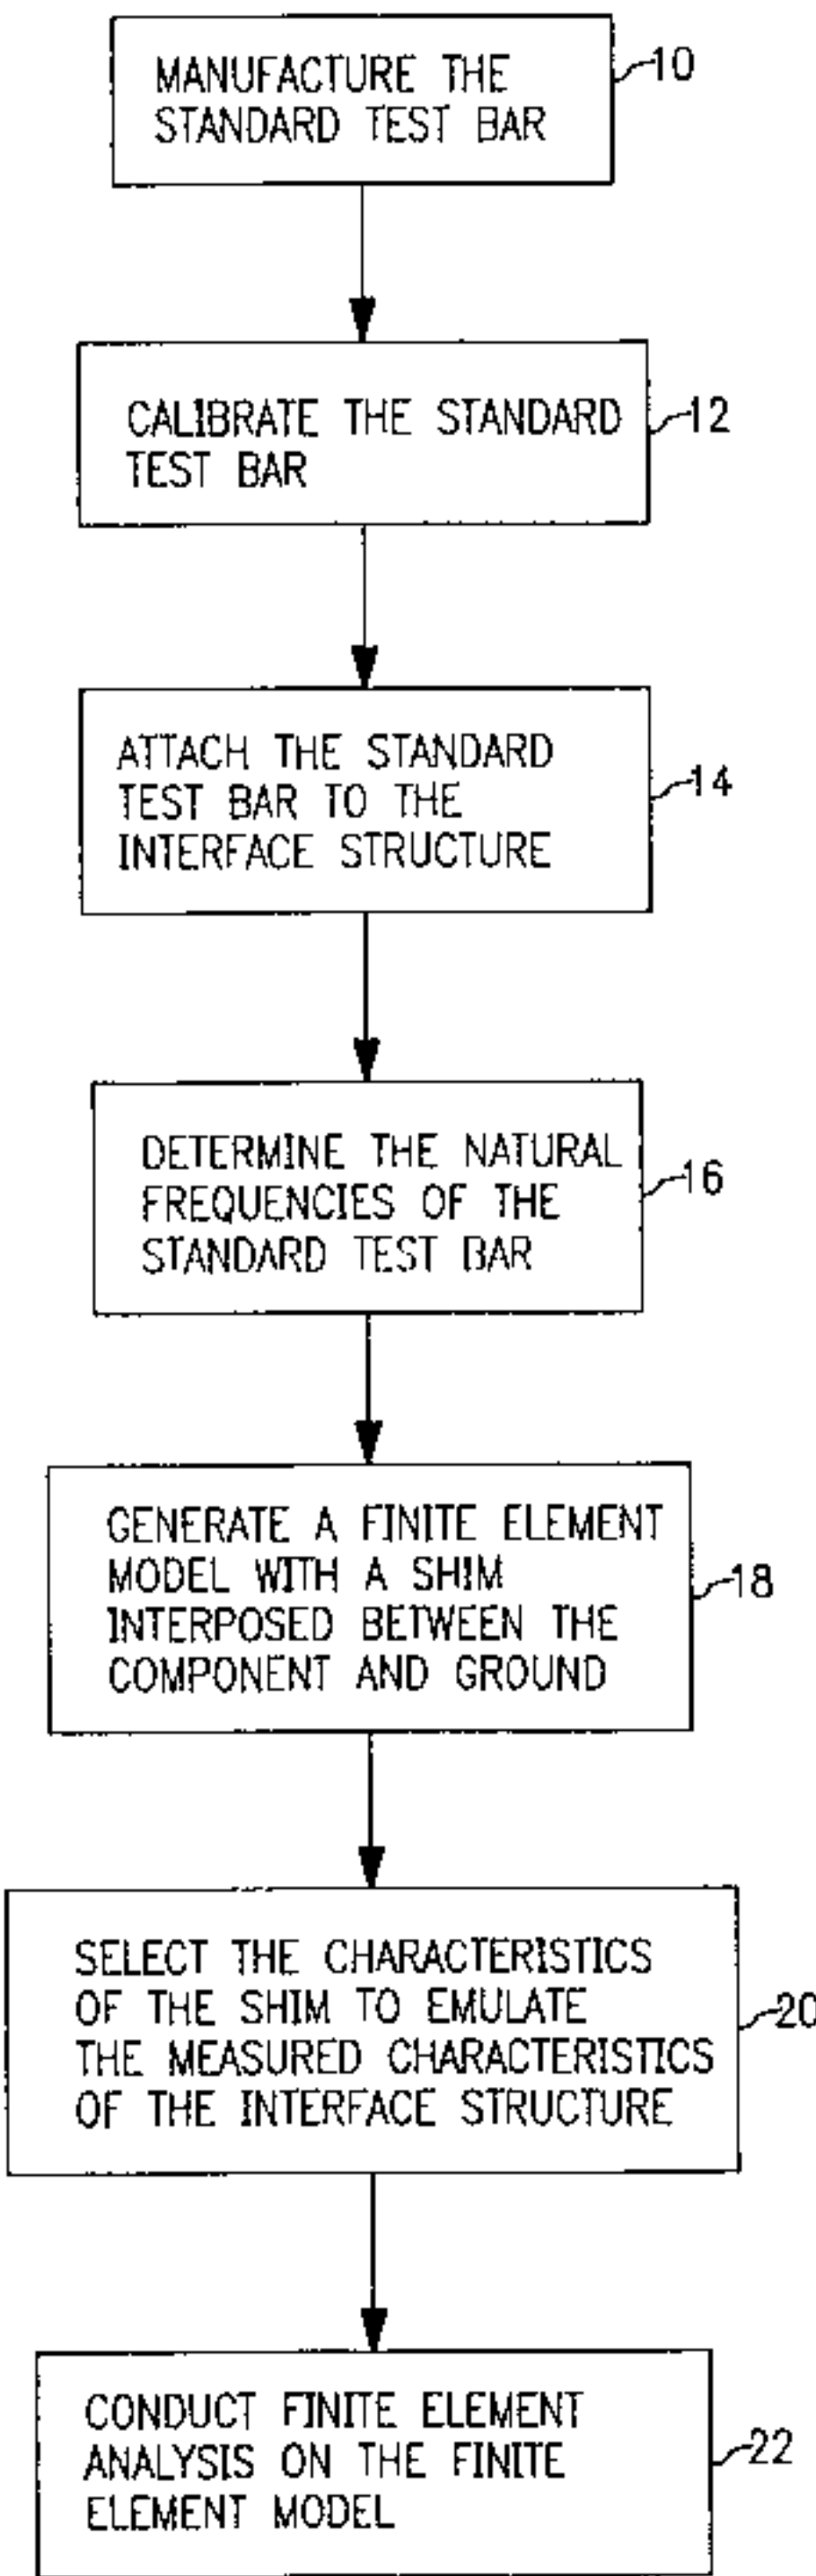 MANUFACTURE THE
STANDARD TEST BAR
10
CALIBRATE THE STANDARD
TEST BAR
12
ATTACH THE STANDARD
TEST BAR TO THE
INTERFACE STRUCTURE
14
DETERMINE THE NATURAL
FREQUENCIES OF THE
STANDARD TEST BAR
16
GENERATE A FINITE ELEMENT
MODEL WITH A SHIM
INTERPOSED BETWEEN THE
COMPONENT AND GROUND
18
SELECT THE CHARACTERISTICS
OF THE SHIM TO EMULATE
THE MEASURED CHARACTERISTICS
OF THE INTERFACE STRUCTURE
20
CONDUCT FINITE ELEMENT
ANALYSIS ON THE FINITE
ELEMENT MODEL
22